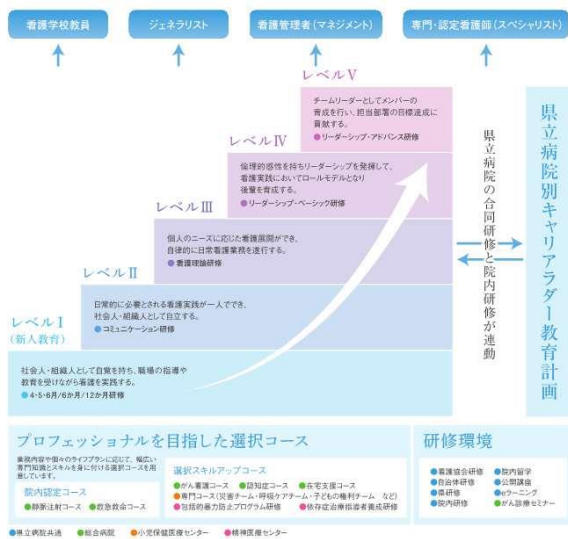 看護学校教員
ジェネラリスト
看護管理者(マネジメント)
専門・認定看護師(スペシャリスト)
レベルⅤ
チームリーダーとしてメンバーの
育成を行い、担当部署の目標達成に
貢献する。
●リーダーシップ・アドバンス研修
レベルⅣ
倫理的感性を持ちリーダーシップを発揮して、
看護実践においてロールモデルとなり
後輩を育成する。
●リーダーシップ・ベーシック研修
レベルⅢ
個人のニーズに応じた看護展開ができ、
自律的に日常看護業務を遂行する。
●看護理論研修
レベルⅡ
日常的に必要とされる看護実践が一人ででき、
社会人・組織人として自立する。
●コミュニケーション研修
レベルⅠ
(新人教育)
社会人・組織人として自覚を持ち、職場の指導や
教育を受けながら看護を実践する。
●4・5・6月/6か月/12か月研修
県立病院の合同研修と院内研修が連動
県立病院別キャリアラダー教育計画
プロフェッショナルを目指した選択コース
業務内容や個々のライフプランに応じて、幅広い
専門知識とスキルを身に付ける選択コースを用
意しています。
院内認定コース
●静脈注射コース ●救急救命コース
選択スキルアップコース
●がん看護コース ●認知症コース ●在宅支援コース
●専門コース(災害チーム・呼吸ケアチーム・子どもの権利チーム など)
●包括的暴力防止プログラム研修 ●依存症治療指導者養成研修
研修環境
●看護協会研修 ●院内留学
●自治体研修 ●公開講座
●県研修 ●eラーニング
●院内研修 ●がん診療セミナー
●県立病院共通 ●総合病院 ●小児保健医療センター ●精神医療センター